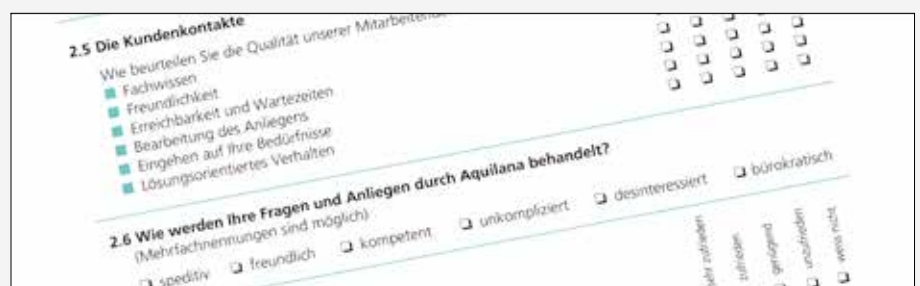 2.5 Die Kundenkontakte
Wie beurteilen Sie die Qualität unserer
Fachwissen
Freundlichkeit
Erreichbarkeit und Wartezeiten
Bearbeitung des Anliegens
Eingehen auf Ihre Bedürfnisse
Lösungsorientiertes Verhalten
2.6 Wie werden Ihre Fragen und Anliegen durch Aquilana behandelt?
(Mehrfachnennungen sind möglich)
speditiv freundlich kompetent unkompliziert desinteressiert bürokratisch
sehr zufrieden
zufrieden
genügend
unzufrieden
weiss nicht